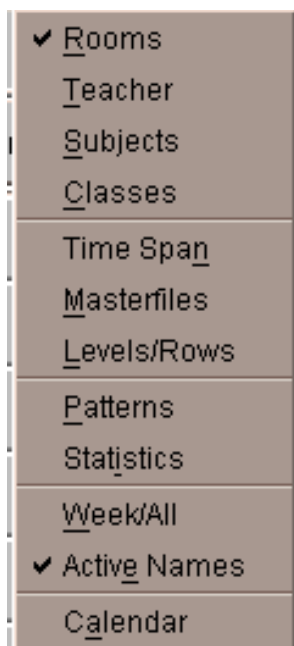 Rooms
Teacher
Subjects
Classes
Time Span
Masterfiles
Levels/Rows
Patterns
Statistics
Week/All
Active Names
Calendar